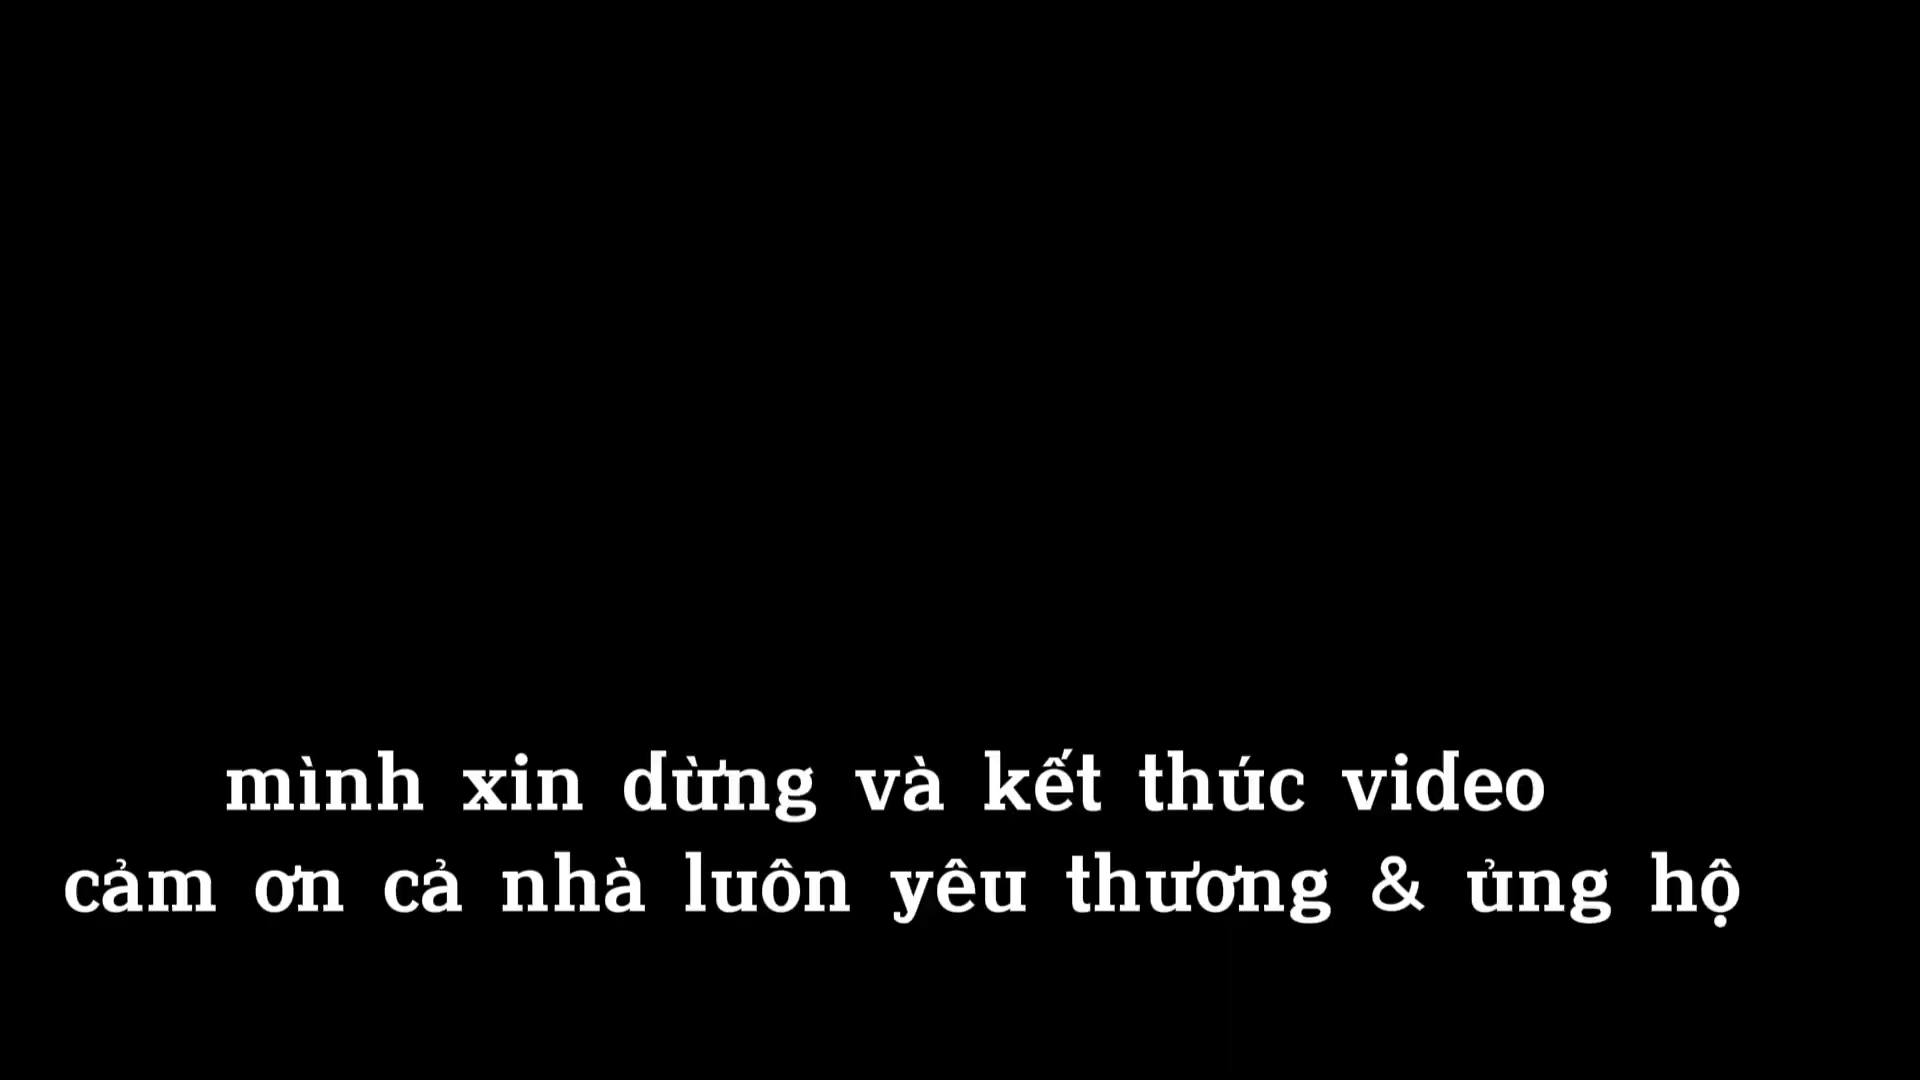 mình xin dừng và kết thúc video
cảm ơn cả nhà luôn yêu thương & ủng hộ